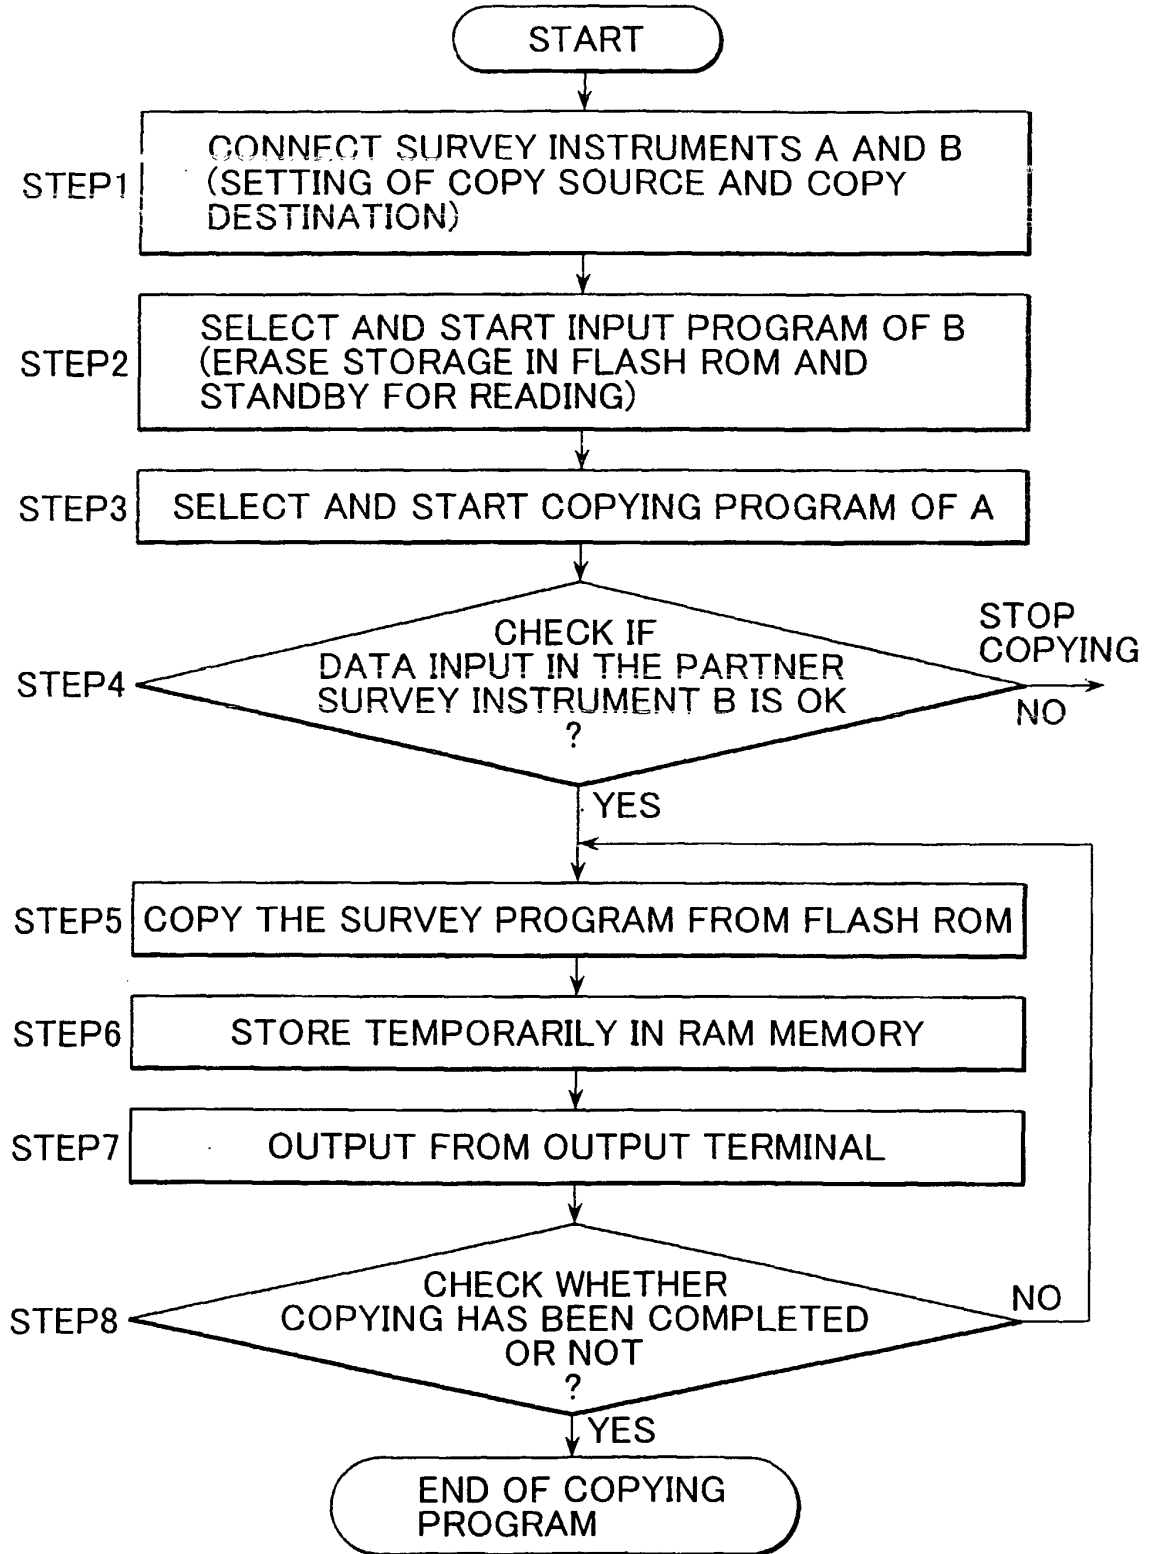 START
STEP1
CONNECT SURVEY INSTRUMENTS A AND B
(SETTING OF COPY SOURCE AND COPY
DESTINATION)
STEP2
SELECT AND START INPUT PROGRAM OF B
(ERASE STORAGE IN FLASH ROM AND
STANDBY FOR READING)
STEP3
SELECT AND START COPYING PROGRAM OF A
STEP4
CHECK IF
DATA INPUT IN THE PARTNER
SURVEY INSTRUMENT B IS OK
?
STOP
COPYING
NO
YES
STEP5
COPY THE SURVEY PROGRAM FROM FLASH ROM
STEP6
STORE TEMPORARILY IN RAM MEMORY
STEP7
OUTPUT FROM OUTPUT TERMINAL
STEP8
CHECK WHETHER
COPYING HAS BEEN COMPLETED
OR NOT
?
NO
YES
END OF COPYING
PROGRAM